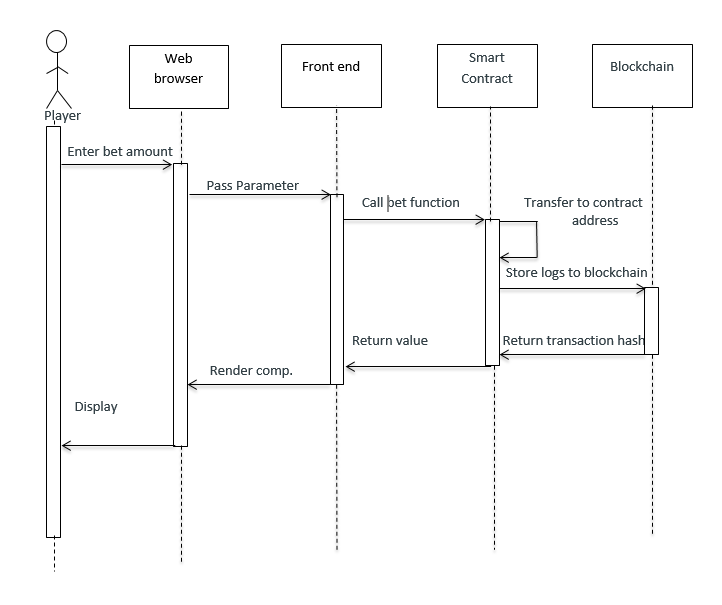 Web
browser
Front end
Smart
Contract
Blockchain
Player
Enter bet amount
Pass Parameter
Call bet function
Transfer to contract
address
Store logs to blockchain
Return transaction hash
Return value
Render comp.
Display